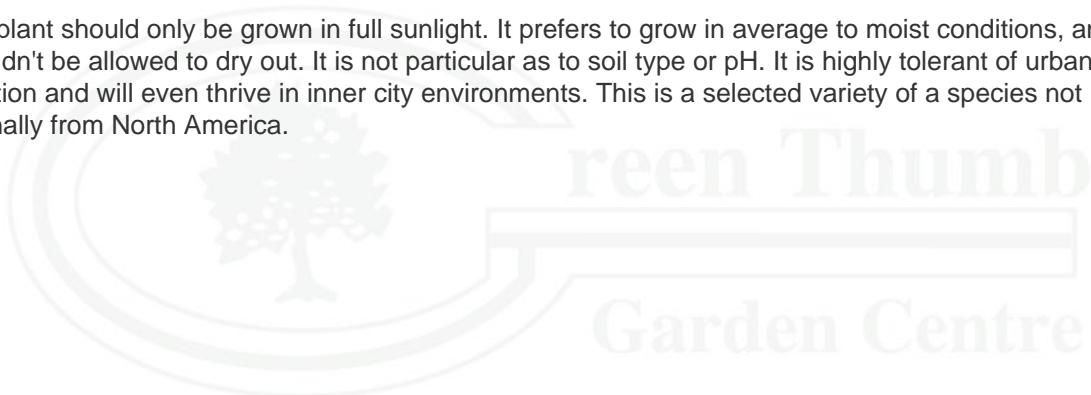 plant should only be grown in full sunlight. It prefers to grow in average to moist conditions, an
dn't be allowed to dry out. It is not particular as to soil type or pH. It is highly tolerant of urban
tion and will even thrive in inner city environments. This is a selected variety of a species not
nally from North America.
reen Thumb
Garden Centre